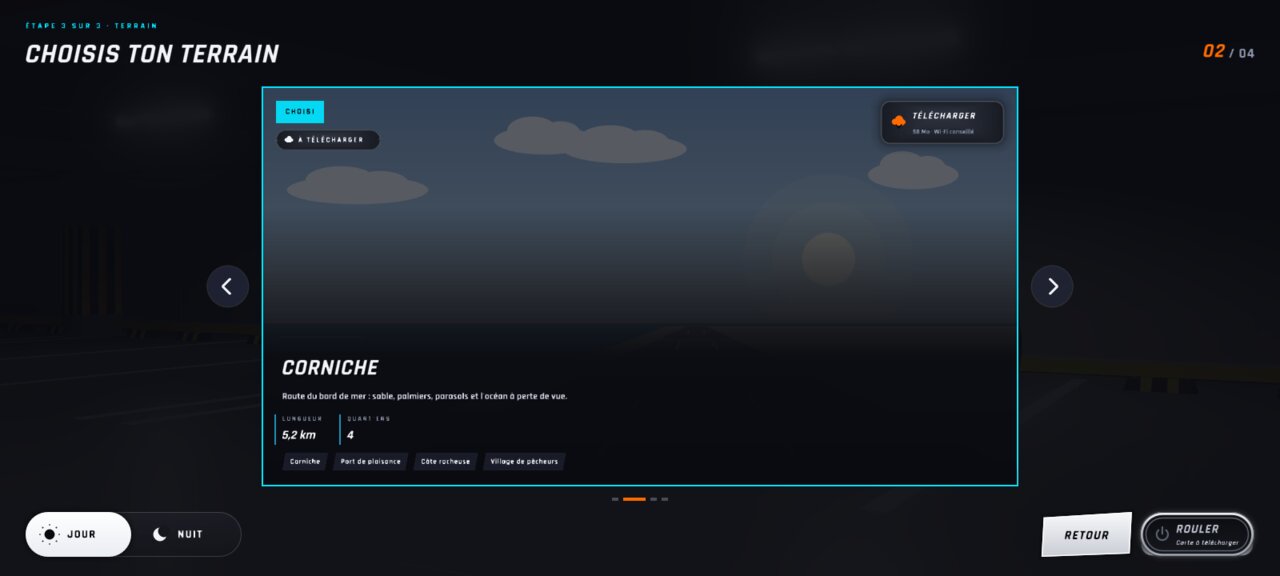 ÉTAPE 3 SUR 3 · TERRAIN
CHOISIS TON TERRAIN
02 / 04
CHOISI
À TÉLÉCHARGER
TÉLÉCHARGER
58 Mo · Wi-Fi conseillé
CORNICHE
Route du bord de mer : sable, palmiers, parasols et l'océan à perte de vue.
LONGUEUR
5,2 km
QUARTIERS
4
Corniche
Port de plaisance
Côte rocheuse
Village de pêcheurs
JOUR
NUIT
RETOUR
ROULER
Carte à télécharger